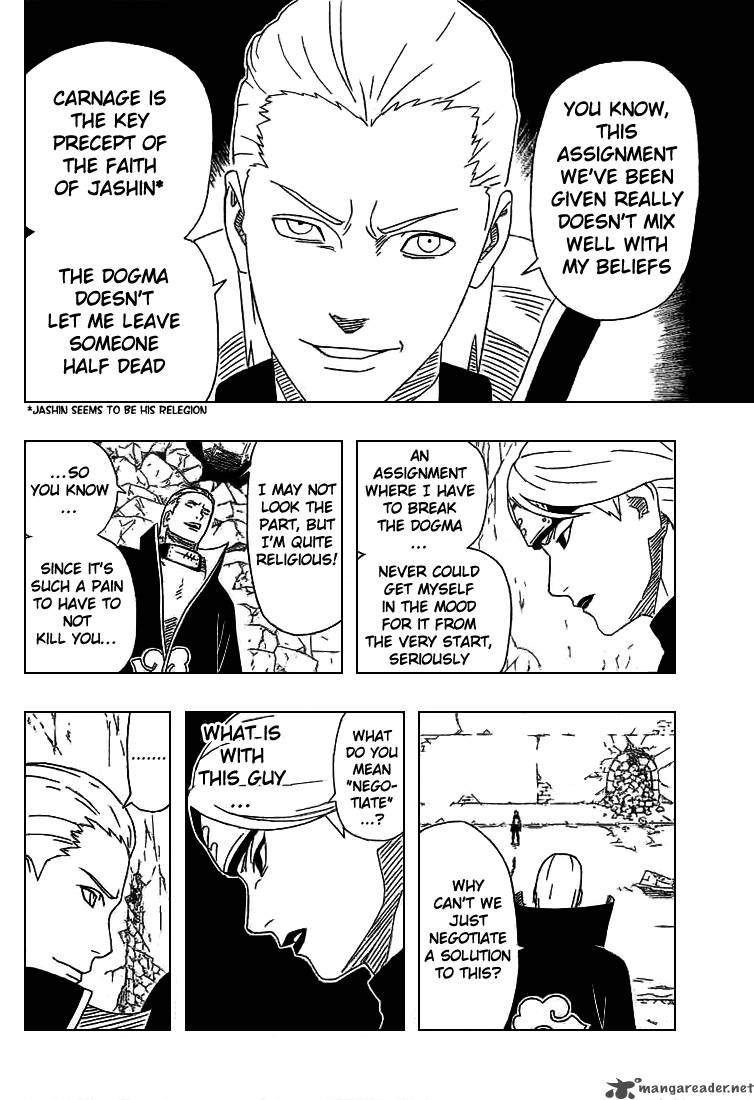 YOU KNOW,
THIS
ASSIGNMENT
WE'VE BEEN
GIVEN REALLY
DOESN'T MIX
WELL WITH
MY BELIEFS
CARNAGE IS
THE KEY
PRECEPT OF
THE FAITH
OF JASHIN*
THE DOGMA
DOESN'T
LET ME LEAVE
SOMEONE
HALF DEAD
*JASHIN SEEMS TO BE HIS RELEGION
AN
ASSIGNMENT
WHERE I HAVE
TO BREAK
THE DOGMA
...
NEVER COULD
GET MYSELF
IN THE MOOD
FOR IT FROM
THE VERY START,
SERIOUSLY
I MAY NOT
LOOK THE
PART, BUT
I'M QUITE
RELIGIOUS!
...SO
YOU KNOW
...
SINCE IT'S
SUCH A PAIN
TO HAVE TO
NOT
KILL YOU...
WHY
CAN'T WE
JUST
NEGOTIATE
A SOLUTION
TO THIS?
WHAT
DO YOU
MEAN
"NEGO-
TIATE"
...?
WHAT IS
WITH
THIS GUY
...
.........
mangareader.net